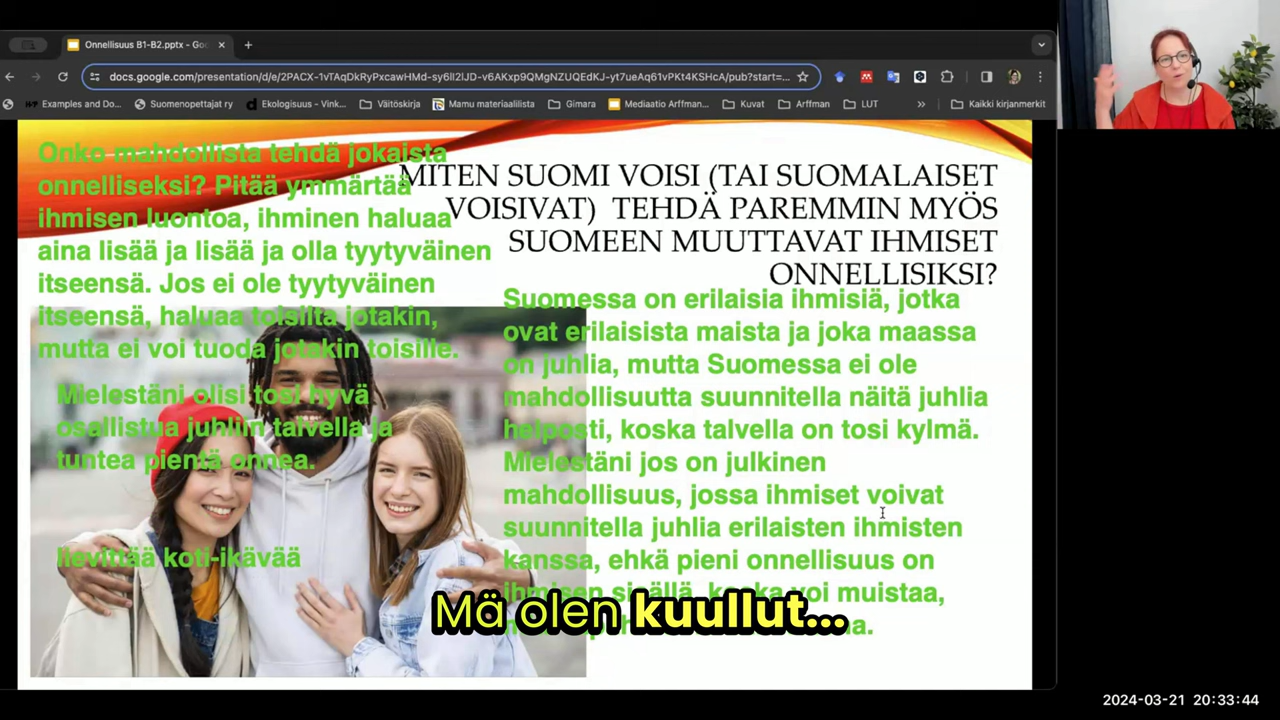 Onnellisuus B1-B2.pptx - Goo
docs.google.com/presentation/d/e/2PACX-1vTAqDkRyPxcawHMd-sy6lI2lJD-v6AKxp9QMgNZUQEdKJ-yt7ueAq61vPKt4KSHcA/pub?start=...
Examples and Do...
Suomenopettajat ry
Ekologisuus - Vink...
Väitöskirja
Mamu materiaalilista
Gimara
Mediaatio Arffman...
Kuvat
Arffman
LUT
»
Kaikki kirjanmerkit
MITEN SUOMI VOISI (TAI SUOMALAISET
VOISIVAT) TEHDÄ PAREMMIN MYÖS
SUOMEEN MUUTTAVAT IHMISET
ONNELLISIKSI?
Onko mahdollista tehdä jokaista
onnelliseksi? Pitää ymmärtää
ihmisen luontoa, ihminen haluaa
aina lisää ja lisää ja olla tyytyväinen
itseensä. Jos ei ole tyytyväinen
itseensä, haluaa toisilta jotakin,
mutta ei voi tuoda jotakin toisille.
Mielestäni olisi tosi hyvä
osallistua juhliin talvella ja
tuntea pientä onnea.
lievittää koti-ikävää
Suomessa on erilaisia ihmisiä, jotka
ovat erilaisista maista ja joka maassa
on juhlia, mutta Suomessa ei ole
mahdollisuutta suunnitella näitä juhlia
helposti, koska talvella on tosi kylmä.
Mielestäni jos on julkinen
mahdollisuus, jossa ihmiset voivat
suunnitella juhlia erilaisten ihmisten
kanssa, ehkä pieni onnellisuus on
ihmisen sisällä, koska voi muistaa,
Mä olen kuullut...
2024-03-21 20:33:44